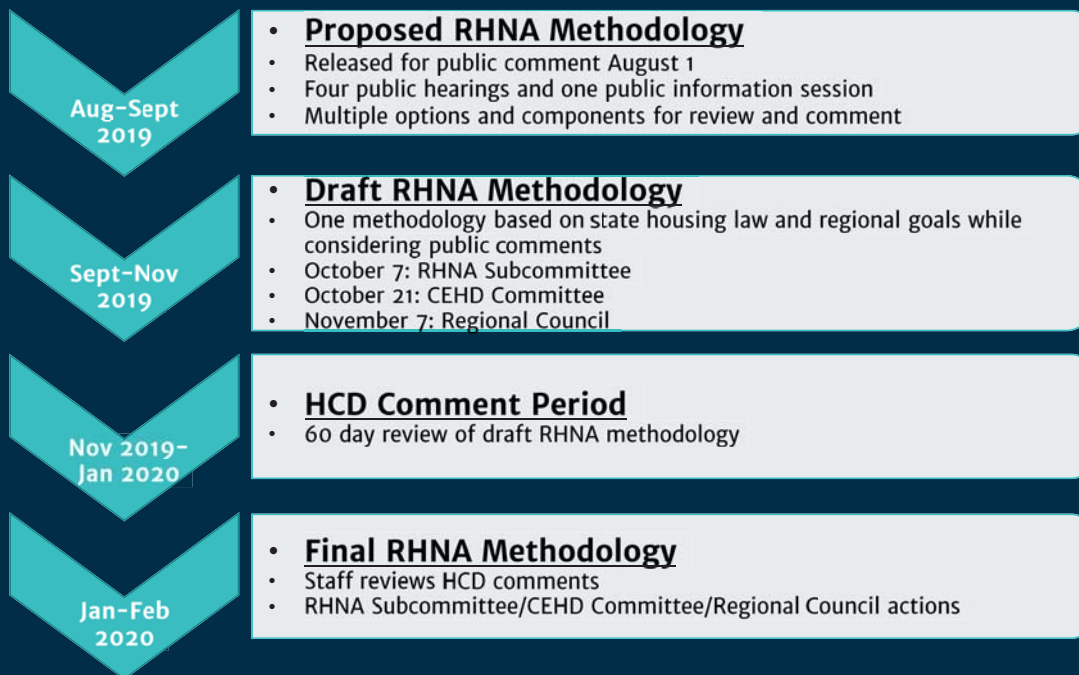 Aug-Sept
2019
• Proposed RHNA Methodology
• Released for public comment August 1
• Four public hearings and one public information session
• Multiple options and components for review and comment
Sept-Nov
2019
• Draft RHNA Methodology
• One methodology based on state housing law and regional goals while
considering public comments
• October 7: RHNA Subcommittee
• October 21: CEHD Committee
• November 7: Regional Council
Nov 2019-
Jan 2020
• HCD Comment Period
• 60 day review of draft RHNA methodology
Jan-Feb
2020
• Final RHNA Methodology
• Staff reviews HCD comments
• RHNA Subcommittee/CEHD Committee/Regional Council actions